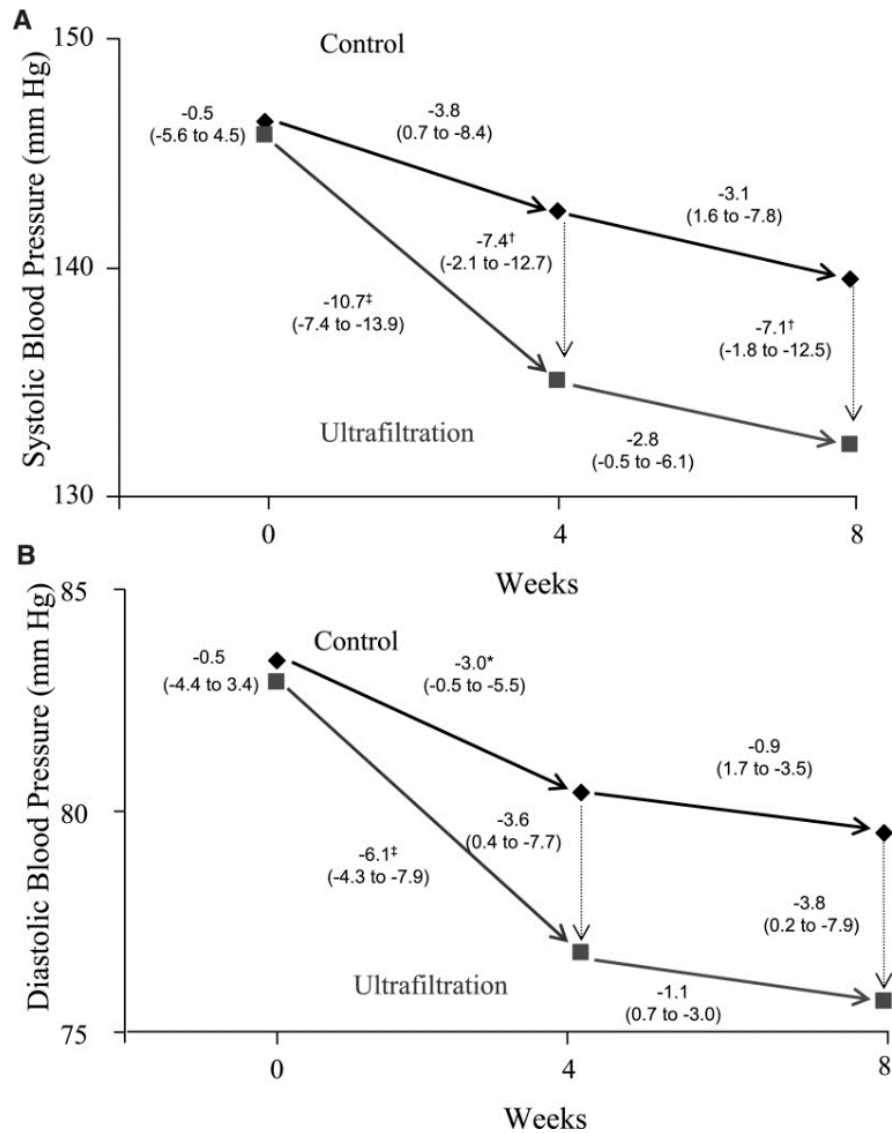 A
Systolic Blood Pressure (mm Hg)
150
140
130
Control
-0.5
(-5.6 to 4.5)
-3.8
(0.7 to -8.4)
-3.1
(1.6 to -7.8)
-7.4†
(-2.1 to -12.7)
-10.7‡
(-7.4 to -13.9)
-7.1†
(-1.8 to -12.5)
Ultrafiltration
-2.8
(-0.5 to -6.1)
0
4
8
Weeks
B
Diastolic Blood Pressure (mm Hg)
85
80
75
Control
-0.5
(-4.4 to 3.4)
-3.0*
(-0.5 to -5.5)
-0.9
(1.7 to -3.5)
-3.6
(0.4 to -7.7)
-6.1‡
(-4.3 to -7.9)
-3.8
(0.2 to -7.9)
Ultrafiltration
-1.1
(0.7 to -3.0)
0
4
8
Weeks